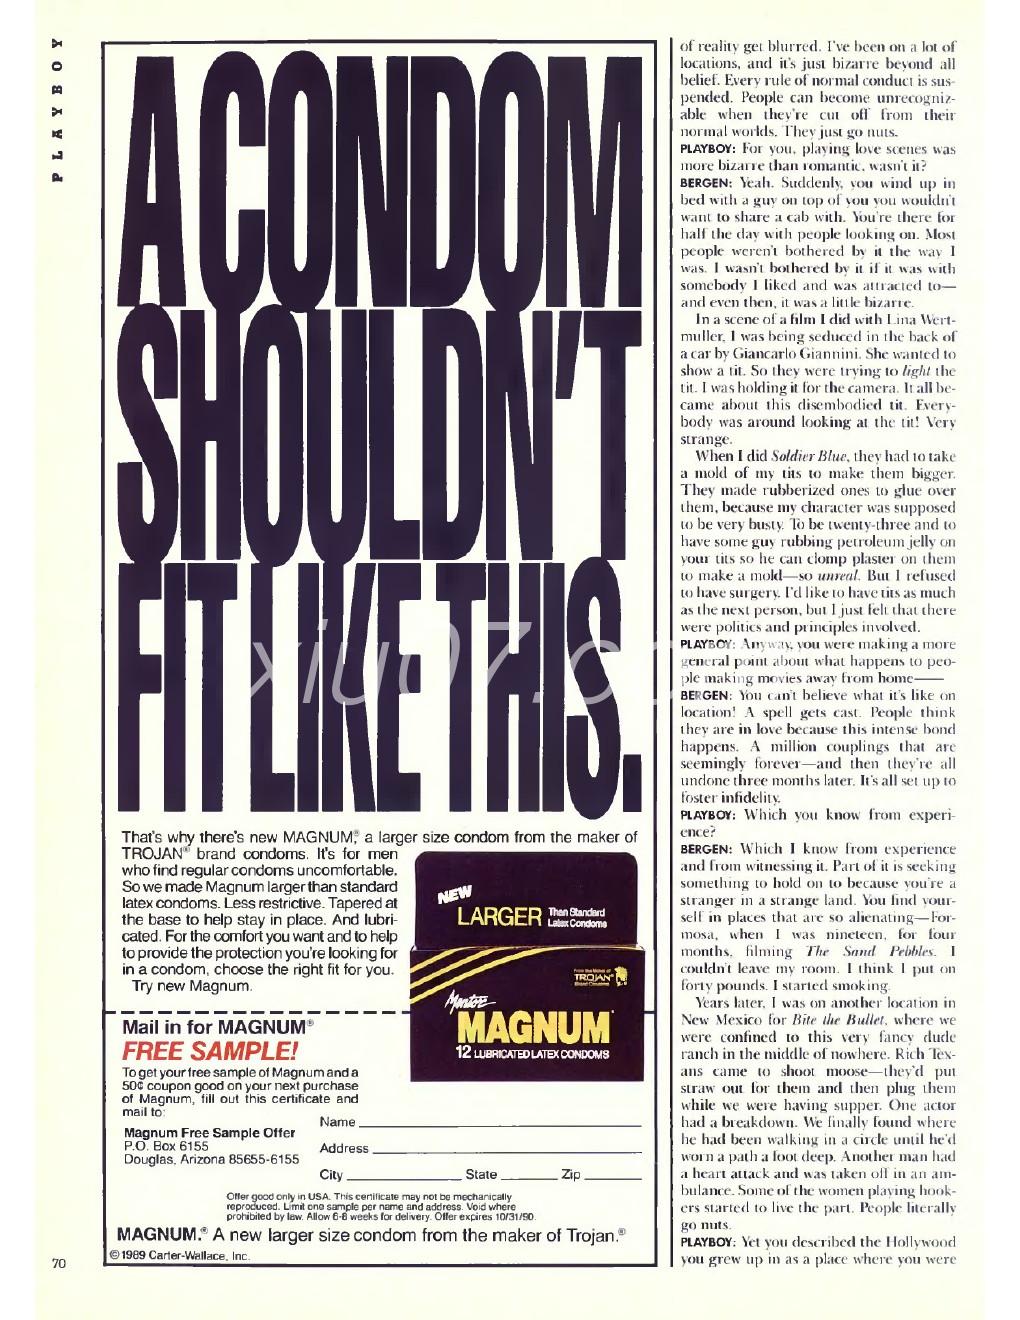 PLAYBOY
A CONDOM
SHOULDN'T
FIT LIKE THIS.
That's why there's new MAGNUM,® a larger size condom from the maker of
TROJAN® brand condoms. It's for men
who find regular condoms uncomfortable.
So we made Magnum larger than standard
latex condoms. Less restrictive. Tapered at
the base to help stay in place. And lubri-
cated. For the comfort you want and to help
to provide the protection you're looking for
in a condom, choose the right fit for you.
Try new Magnum.
NEW
LARGER Than Standard
Latex Condoms
From the Makers of
TROJAN®
Brand Condoms
Mentor
MAGNUM
12 LUBRICATED LATEX CONDOMS
Mail in for MAGNUM®
FREE SAMPLE!
To get your free sample of Magnum and a
50¢ coupon good on your next purchase
of Magnum, fill out this certificate and
mail to:
Magnum Free Sample Offer
P.O. Box 6155
Douglas, Arizona 85655-6155
Name
Address
City State Zip
Offer good only in USA. This certificate may not be mechanically
reproduced. Limit one sample per name and address. Void where
prohibited by law. Allow 6-8 weeks for delivery. Offer expires 10/31/90.
MAGNUM.® A new larger size condom from the maker of Trojan.®
©1989 Carter-Wallace, Inc.
70
of reality get blurred. I've been on a lot of
locations, and it's just bizarre beyond all
belief. Every rule of normal conduct is sus-
pended. People can become unrecogniz-
able when they're cut off from their
normal worlds. They just go nuts.
PLAYBOY: For you, playing love scenes was
more bizarre than romantic, wasn't it?
BERGEN: Yeah. Suddenly, you wind up in
bed with a guy on top of you you wouldn't
want to share a cab with. You're there for
half the day with people looking on. Most
people weren't bothered by it the way I
was. I wasn't bothered by it if it was with
somebody I liked and was attracted to—
and even then, it was a little bizarre.
In a scene of a film I did with Lina Wert-
muller, I was being seduced in the back of
a car by Giancarlo Giannini. She wanted to
show a tit. So they were trying to light the
tit. I was holding it for the camera. It all be-
came about this disembodied tit. Every-
body was around looking at the tit! Very
strange.
When I did Soldier Blue, they had to take
a mold of my tits to make them bigger.
They made rubberized ones to glue over
them, because my character was supposed
to be very busty. To be twenty-three and to
have some guy rubbing petroleum jelly on
your tits so he can clomp plaster on them
to make a mold—so unreal. But I refused
to have surgery. I'd like to have tits as much
as the next person, but I just felt that there
were politics and principles involved.
PLAYBOY: Anyway, you were making a more
general point about what happens to peo-
ple making movies away from home——
BERGEN: You can't believe what it's like on
location! A spell gets cast. People think
they are in love because this intense bond
happens. A million couplings that are
seemingly forever—and then they're all
undone three months later. It's all set up to
foster infidelity.
PLAYBOY: Which you know from experi-
ence?
BERGEN: Which I know from experience
and from witnessing it. Part of it is seeking
something to hold on to because you're a
stranger in a strange land. You find your-
self in places that are so alienating—For-
mosa, when I was nineteen, for four
months, filming The Sand Pebbles. I
couldn't leave my room. I think I put on
forty pounds. I started smoking.
Years later, I was on another location in
New Mexico for Bite the Bullet, where we
were confined to this very fancy dude
ranch in the middle of nowhere. Rich Tex-
ans came to shoot moose—they'd put
straw out for them and then plug them
while we were having supper. One actor
had a breakdown. We finally found where
he had been walking in a circle until he'd
worn a path a foot deep. Another man had
a heart attack and was taken off in an am-
bulance. Some of the women playing hook-
ers started to live the part. People literally
go nuts.
PLAYBOY: Yet you described the Hollywood
you grew up in as a place where you were
xiu07.co